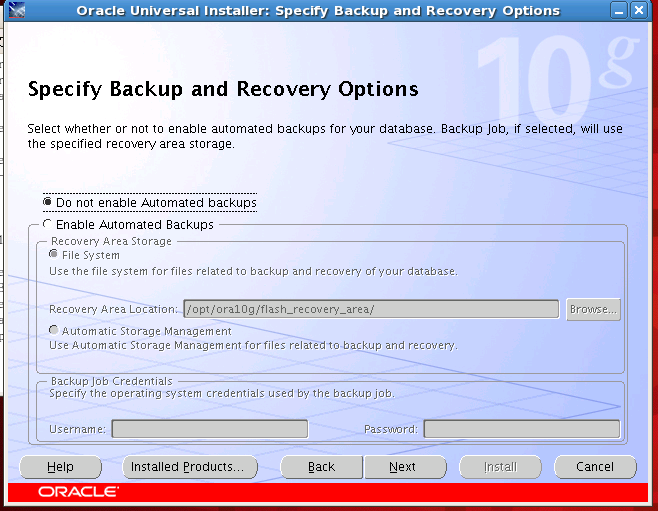 Oracle Universal Installer: Specify Backup and Recovery Options
10g
Specify Backup and Recovery Options
Select whether or not to enable automated backups for your database. Backup Job, if selected, will use
the specified recovery area storage.
Do not enable Automated backups
Enable Automated Backups
Recovery Area Storage
File System
Use the file system for files related to backup and recovery of your database.
Recovery Area Location: /opt/ora10g/flash_recovery_area/ Browse...
Automatic Storage Management
Use Automatic Storage Management for files related to backup and recovery.
Backup Job Credentials
Specify the operating system credentials used by the backup job.
Username: Password:
Help Installed Products... Back Next Install Cancel
ORACLE